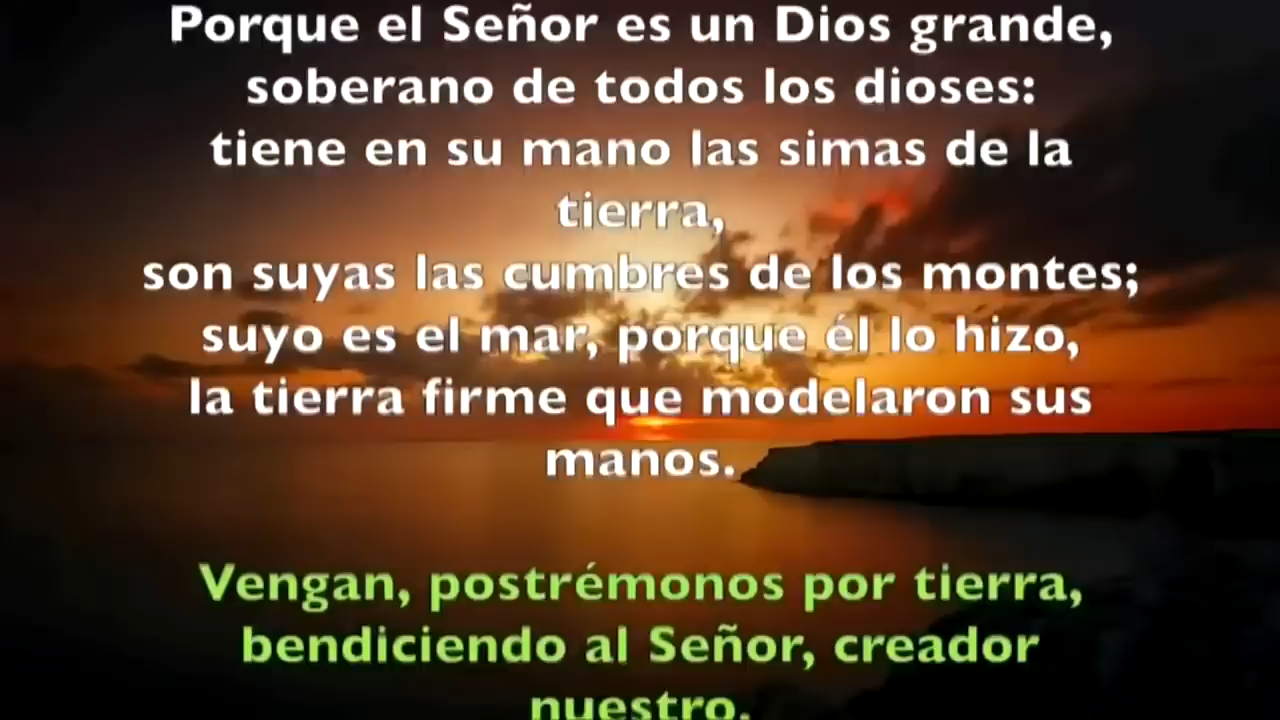 Porque el Señor es un Dios grande,
soberano de todos los dioses:
tiene en su mano las simas de la
tierra,
son suyas las cumbres de los montes;
suyo es el mar, porque él lo hizo,
la tierra firme que modelaron sus
manos.
Vengan, postrémonos por tierra,
bendiciendo al Señor, creador
nuestro.